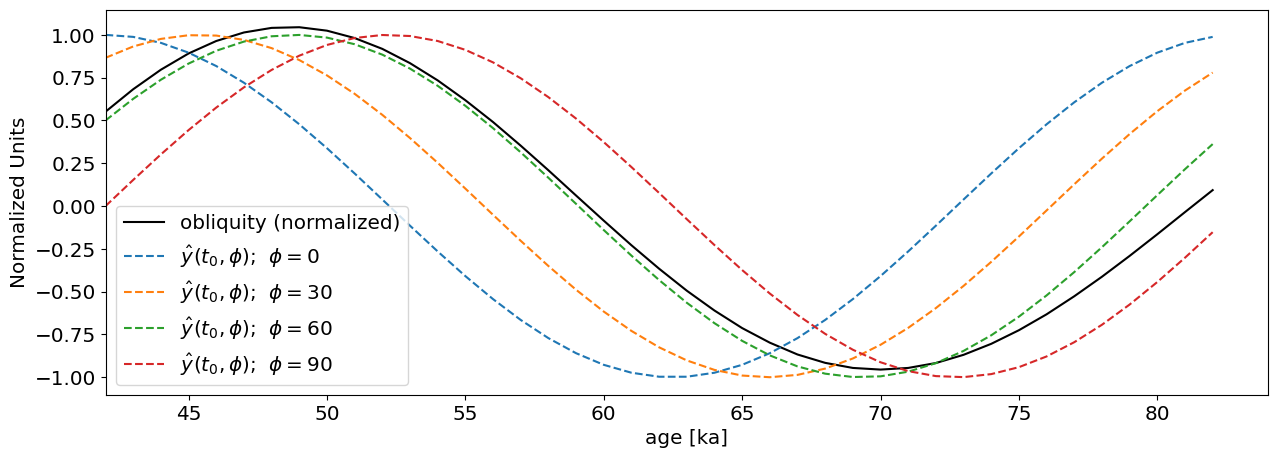 Normalized Units
1.00
0.75
0.50
0.25
0.00
−0.25
−0.50
−0.75
−1.00
obliquity (normalized)
ŷ(t₀, ϕ); ϕ = 0
ŷ(t₀, ϕ); ϕ = 30
ŷ(t₀, ϕ); ϕ = 60
ŷ(t₀, ϕ); ϕ = 90
45 50 55 60 65 70 75 80
age [ka]